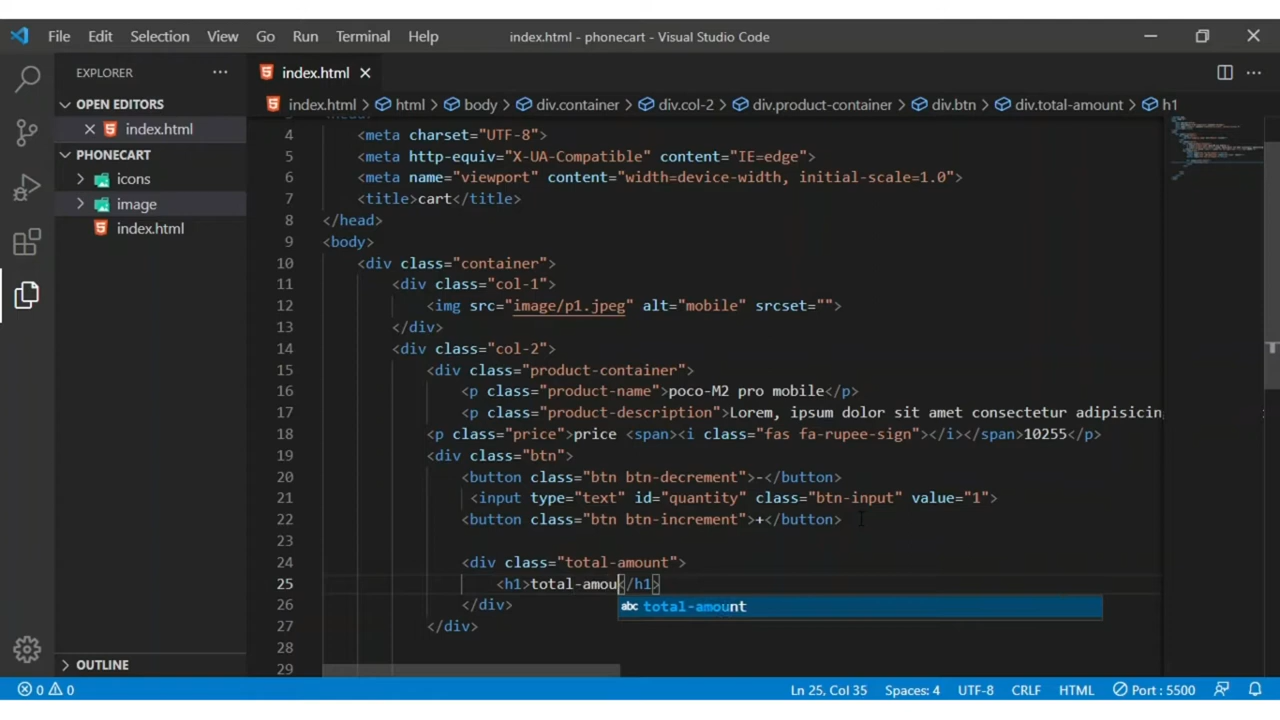 File Edit Selection View Go Run Terminal Help index.html - phonecart - Visual Studio Code
EXPLORER
OPEN EDITORS
index.html
PHONECART
icons
image
index.html
OUTLINE
index.html
index.html html body div.container div.col-2 div.product-container div.btn div.total-amount h1
4 <meta charset="UTF-8">
5 <meta http-equiv="X-UA-Compatible" content="IE=edge">
6 <meta name="viewport" content="width=device-width, initial-scale=1.0">
7 <title>cart</title>
8 </head>
9 <body>
10 <div class="container">
11 <div class="col-1">
12 <img src="image/p1.jpeg" alt="mobile" srcset="">
13 </div>
14 <div class="col-2">
15 <div class="product-container">
16 <p class="product-name">poco-M2 pro mobile</p>
17 <p class="product-description">Lorem, ipsum dolor sit amet consectetur adipisicin
18 <p class="price">price <span><i class="fas fa-rupee-sign"></i></span>10255</p>
19 <div class="btn">
20 <button class="btn btn-decrement">-</button>
21 <input type="text" id="quantity" class="btn-input" value="1">
22 <button class="btn btn-increment">+</button>
23
24 <div class="total-amount">
25 <h1>total-amou</h1>
abc total-amount
26 </div>
27 </div>
28
29
0 0 Ln 25, Col 35 Spaces: 4 UTF-8 CRLF HTML Port : 5500